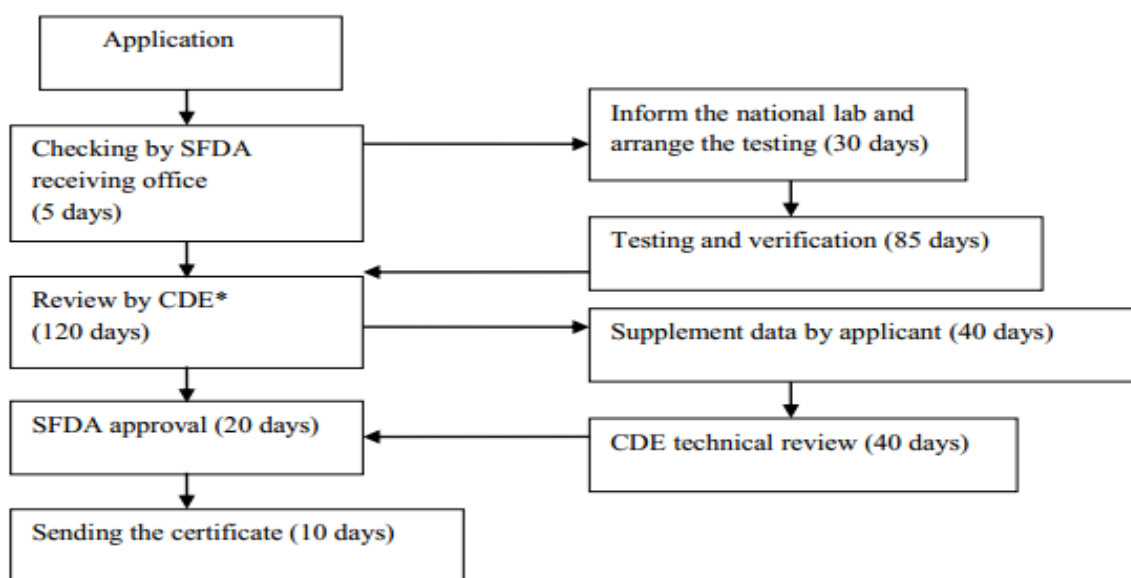 Application
Checking by SFDA
receiving office
(5 days)
Inform the national lab and
arrange the testing (30 days)
Testing and verification (85 days)
Review by CDE*
(120 days)
Supplement data by applicant (40 days)
SFDA approval (20 days)
CDE technical review (40 days)
Sending the certificate (10 days)